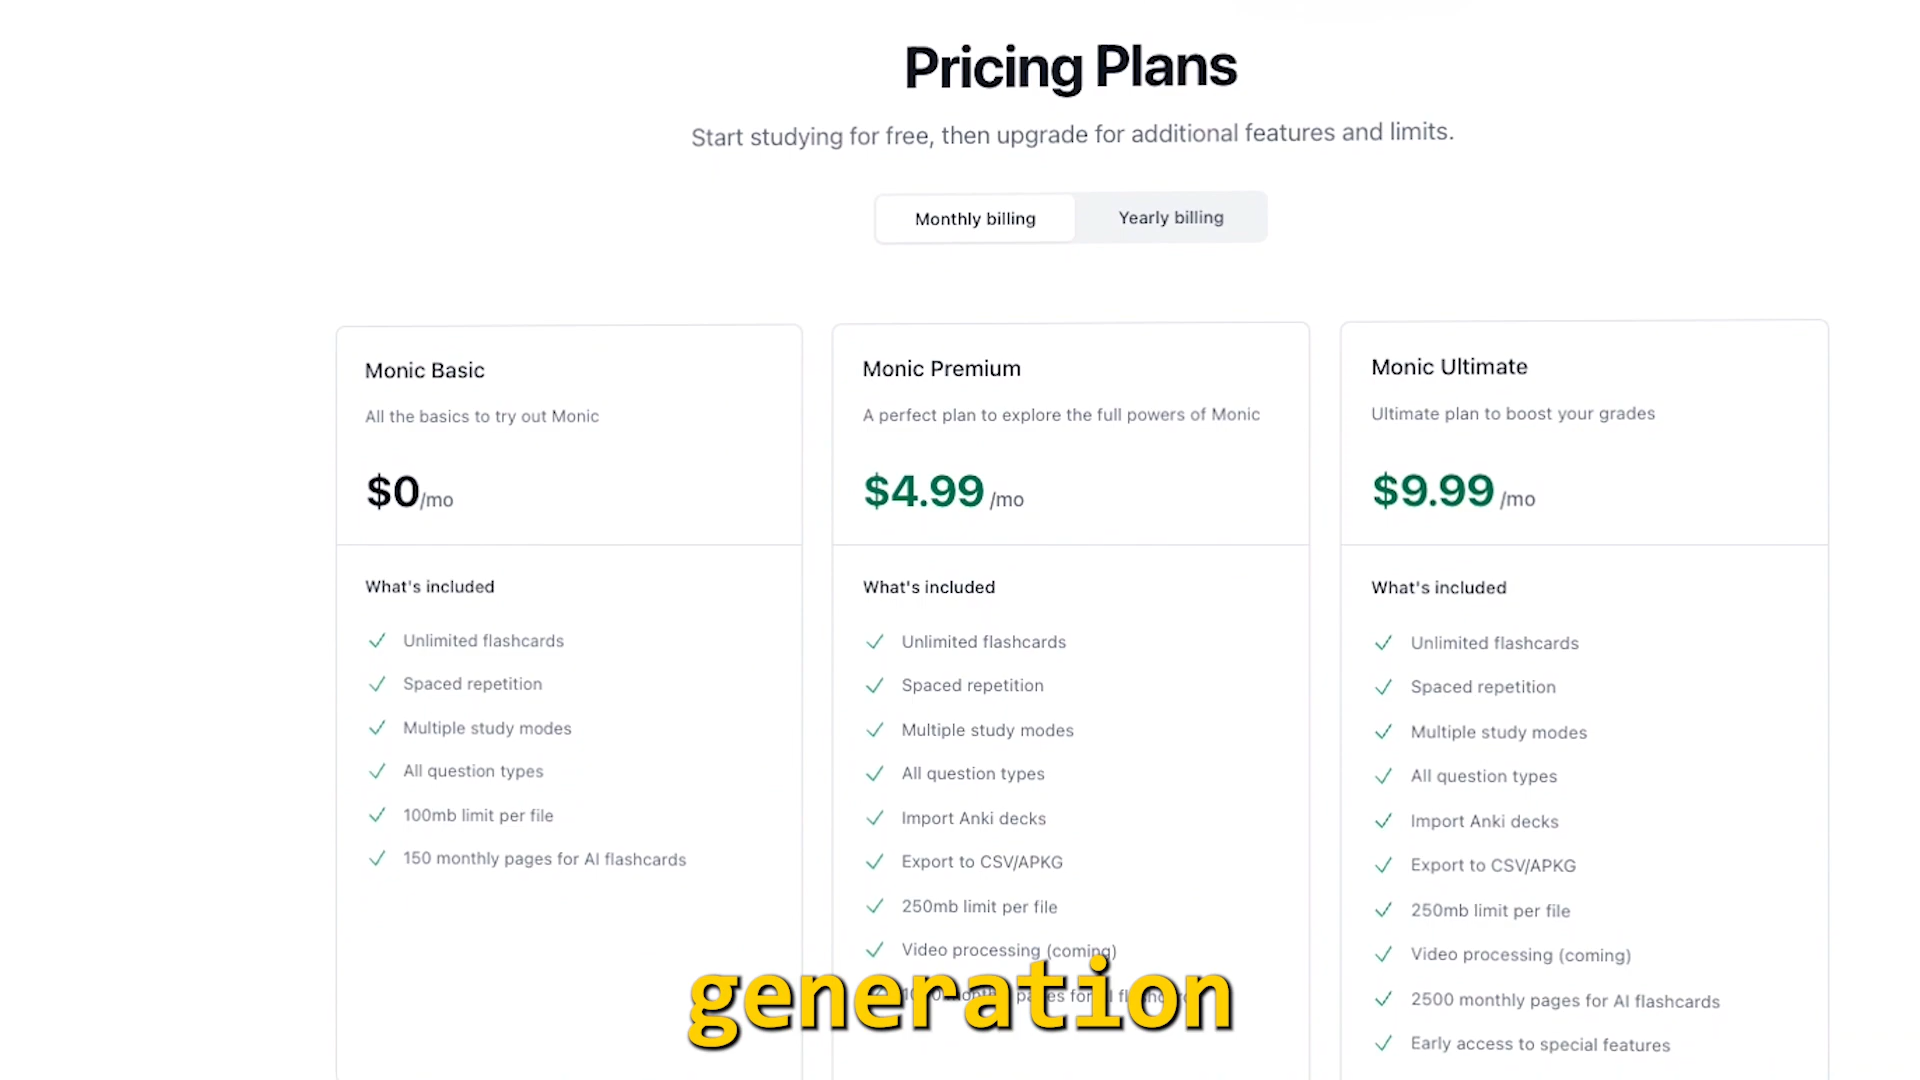 Pricing Plans
Start studying for free, then upgrade for additional features and limits.
Monthly billing
Yearly billing
Monic Basic
All the basics to try out Monic
$0/mo
What's included
Unlimited flashcards
Spaced repetition
Multiple study modes
All question types
100mb limit per file
150 monthly pages for AI flashcards
Monic Premium
A perfect plan to explore the full powers of Monic
$4.99 /mo
What's included
Unlimited flashcards
Spaced repetition
Multiple study modes
All question types
Import Anki decks
Export to CSV/APKG
250mb limit per file
Video processing (coming)
monthly pages for AI
Monic Ultimate
Ultimate plan to boost your grades
$9.99 /mo
What's included
Unlimited flashcards
Spaced repetition
Multiple study modes
All question types
Import Anki decks
Export to CSV/APKG
250mb limit per file
Video processing (coming)
2500 monthly pages for AI flashcards
Early access to special features
generation